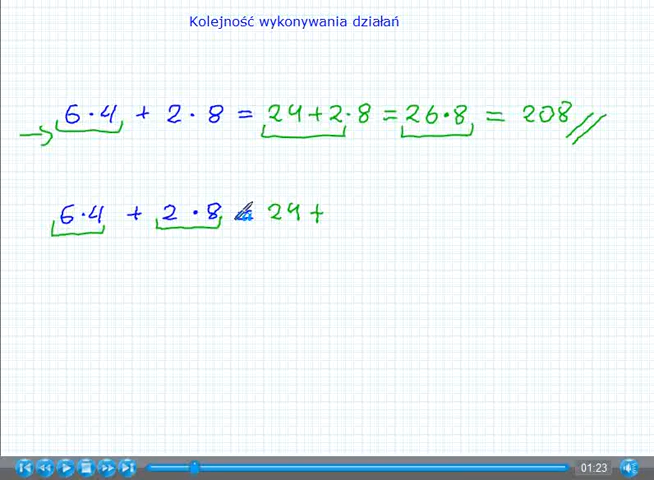 Kolejność wykonywania działań
6·4 + 2·8 = 24+2·8 = 26·8 = 208 //
6·4 + 2·8 = 24 +
01:23